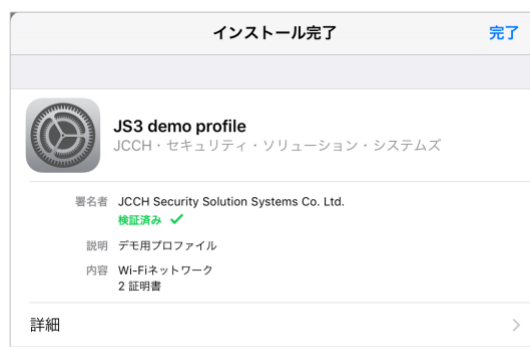 インストール完了 完了
JS3 demo profile
JCCH・セキュリティ・ソリューション・システムズ
署名者 JCCH Security Solution Systems Co. Ltd.
検証済み
説明 デモ用プロファイル
内容 Wi-Fiネットワーク
2 証明書
詳細